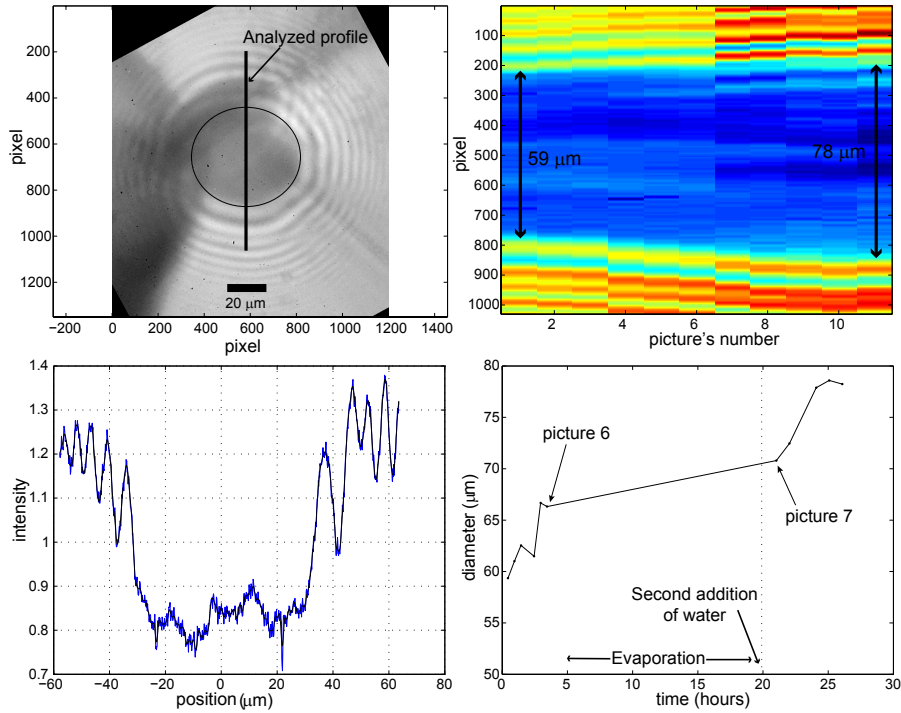 0
200
400
600
800
1000
1200
pixel
Analyzed profile
20 μm
-200 0 200 400 600 800 1000 1200 1400
pixel
100
200
300
400
500
600
700
800
900
1000
pixel
59 μm
78 μm
2 4 6 8 10
picture's number
1.4
1.3
1.2
1.1
1
0.9
0.8
0.7
intensity
−60 −40 −20 0 20 40 60 80
position(μm)
80
75
70
65
60
55
50
diameter (μm)
picture 6
picture 7
Second addition
of water
Evaporation
0 5 10 15 20 25 30
time (hours)